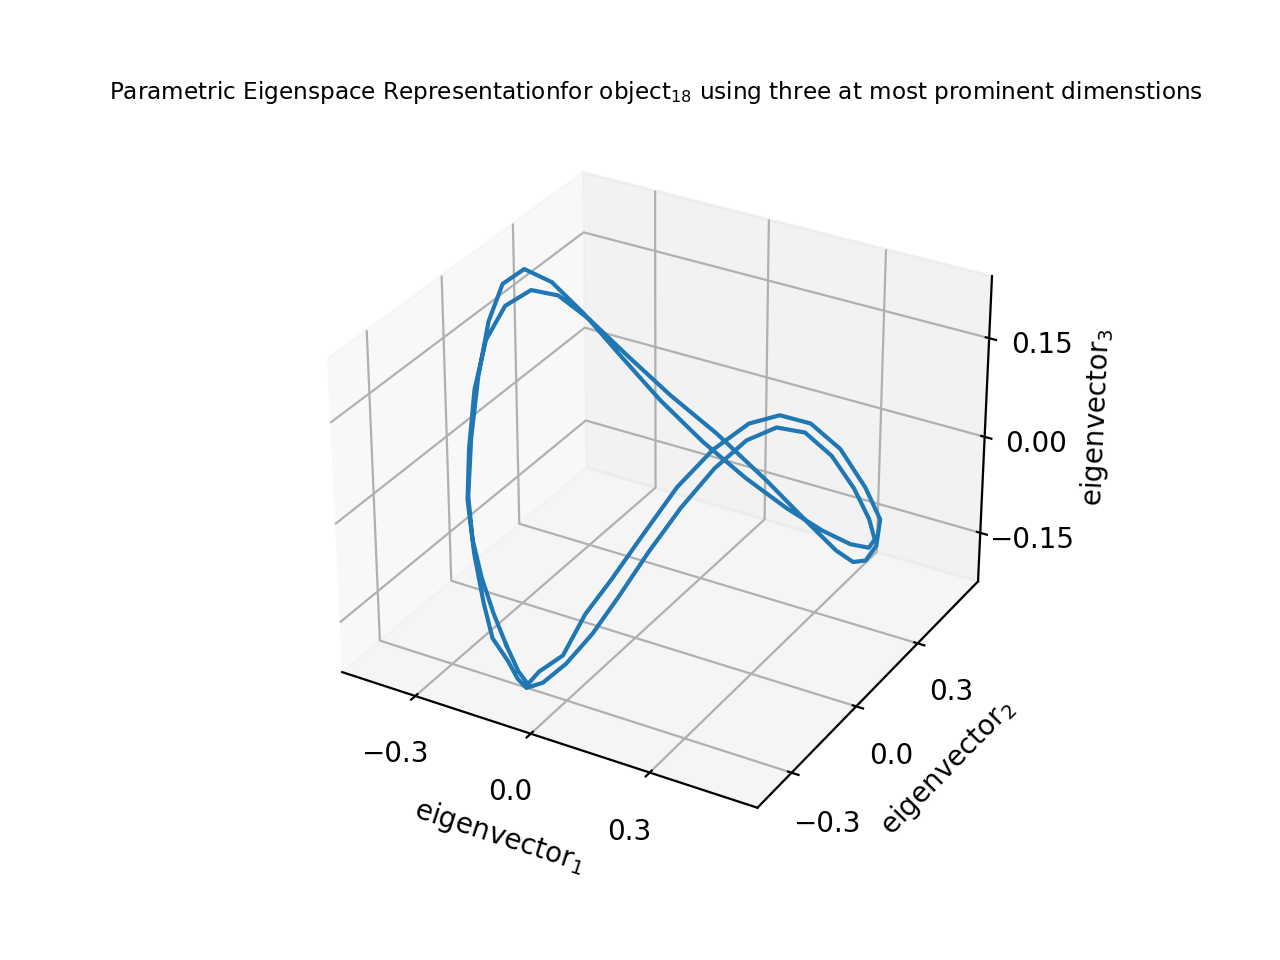 Parametric Eigenspace Representationfor object₁₈ using three at most prominent dimenstions
0.15
0.00
−0.15
eigenvector₃
0.3
0.0
−0.3
eigenvector₂
−0.3
0.0
0.3
eigenvector₁